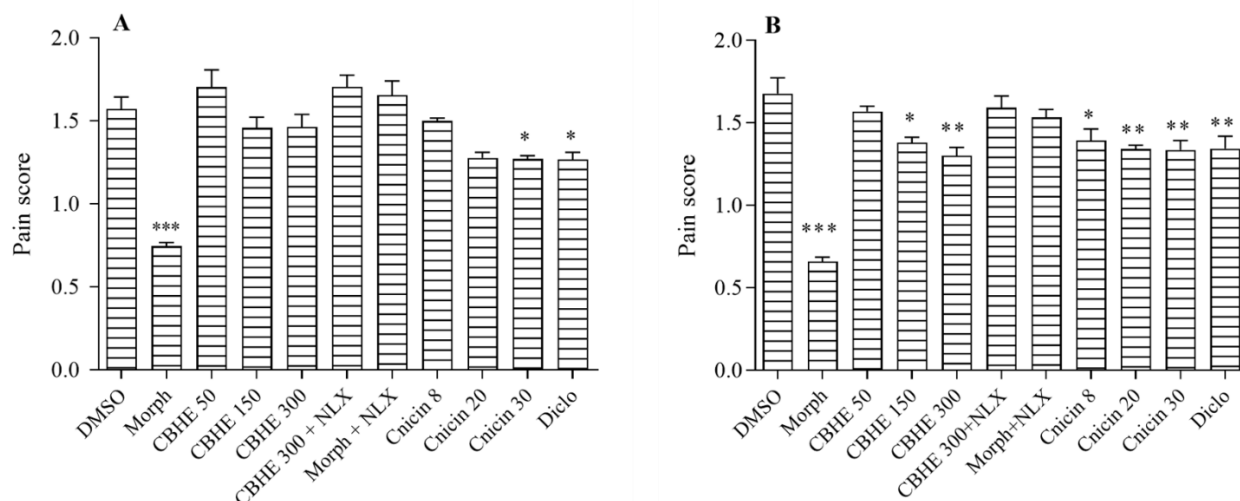 A
Pain score
2.0
1.5
1.0
0.5
0.0
***
*
*
DMSO
Morph
CBHE 50
CBHE 150
CBHE 300
CBHE 300 + NLX
Morph + NLX
Cnicin 8
Cnicin 20
Cnicin 30
Diclo
B
Pain score
2.0
1.5
1.0
0.5
0.0
***
*
**
*
**
**
**
DMSO
Morph
CBHE 50
CBHE 150
CBHE 300
CBHE 300+NLX
Morph+NLX
Cnicin 8
Cnicin 20
Cnicin 30
Diclo